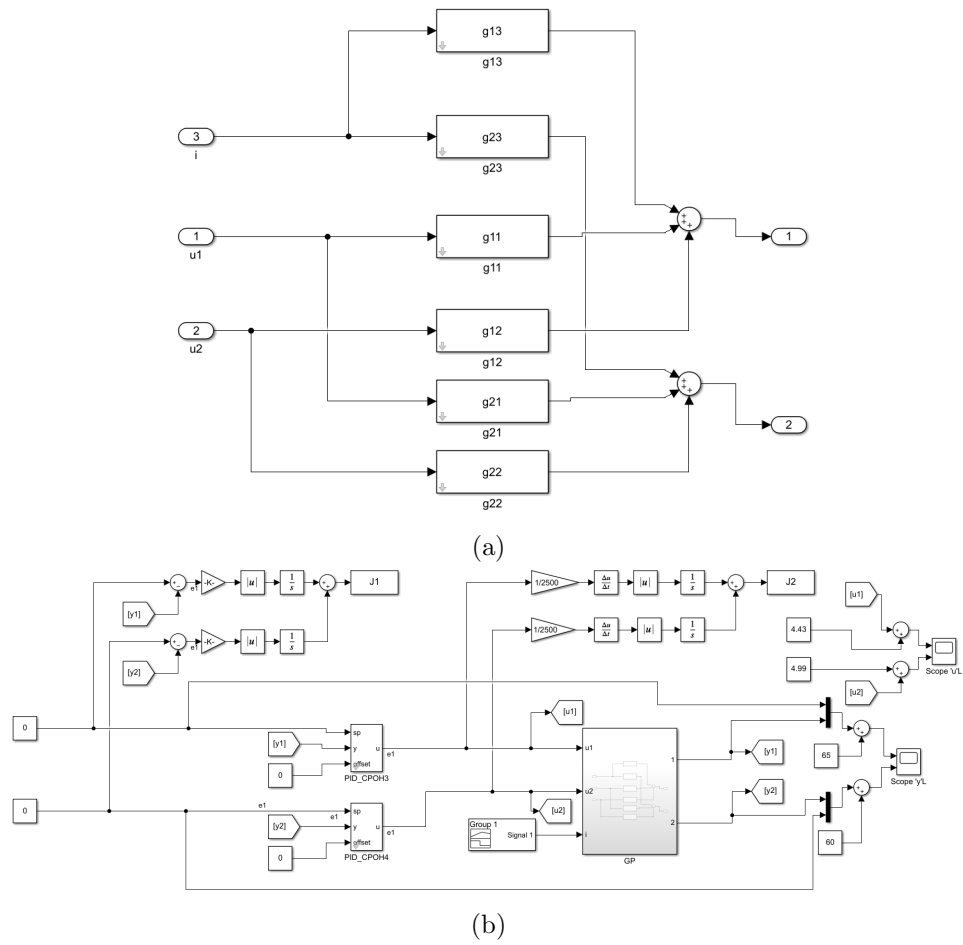 g13
g13
3
i
g23
g23
1
u1
g11
g11
1
2
u2
g12
g12
g21
g21
2
g22
g22
(a)
e1
-K-
|u|
1/s
J1
[y1]
e1
-K-
|u|
1/s
[y2]
1/2500
Δu/Δt
|u|
1/s
J2
1/2500
Δu/Δt
|u|
1/s
[u1]
4.43
4.99
[u2]
Scope 'u'L
0
[y1]
0
sp
y
offset
u
e1
PID_CPOH3
0
e1
e1
[y2]
0
sp
y
offset
u
e1
PID_CPOH4
[u1]
[u2]
Group 1
Signal 1
u1
u2
i
1
2
GP
[y1]
[y2]
65
60
Scope 'y'L
(b)